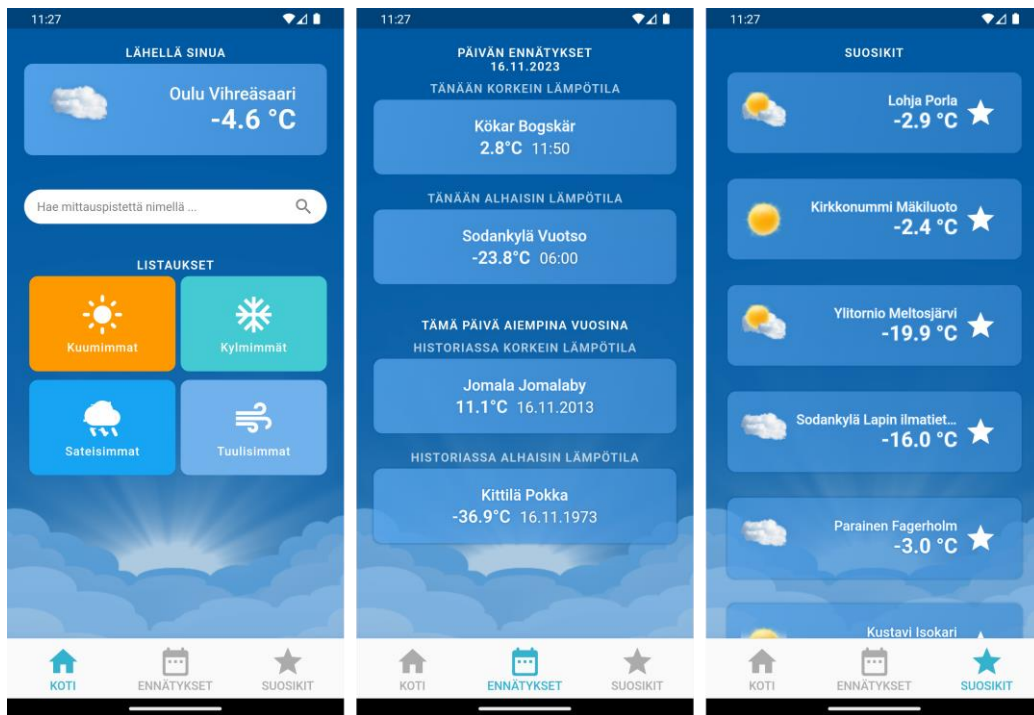 11:27
LÄHELLÄ SINUA
Oulu Vihreäsaari
-4.6 °C
Hae mittauspistettä nimellä ...
LISTAUKSET
Kuumimmat
Kylmimmät
Sateisimmat
Tuulisimmat
KOTI
ENNÄTYKSET
SUOSIKIT
11:27
PÄIVÄN ENNÄTYKSET
16.11.2023
TÄNÄÄN KORKEIN LÄMPÖTILA
Kökar Bogskär
2.8°C 11:50
TÄNÄÄN ALHAISIN LÄMPÖTILA
Sodankylä Vuotso
-23.8°C 06:00
TÄMÄ PÄIVÄ AIEMPINA VUOSINA
HISTORIASSA KORKEIN LÄMPÖTILA
Jomala Jomalaby
11.1°C 16.11.2013
HISTORIASSA ALHAISIN LÄMPÖTILA
Kittilä Pokka
-36.9°C 16.11.1973
KOTI
ENNÄTYKSET
SUOSIKIT
11:27
SUOSIKIT
Lohja Porla
-2.9 °C
Kirkkonummi Mäkiluoto
-2.4 °C
Ylitornio Meltosjärvi
-19.9 °C
Sodankylä Lapin ilmatiet...
-16.0 °C
Parainen Fagerholm
-3.0 °C
Kustavi Isokari
KOTI
ENNÄTYKSET
SUOSIKIT